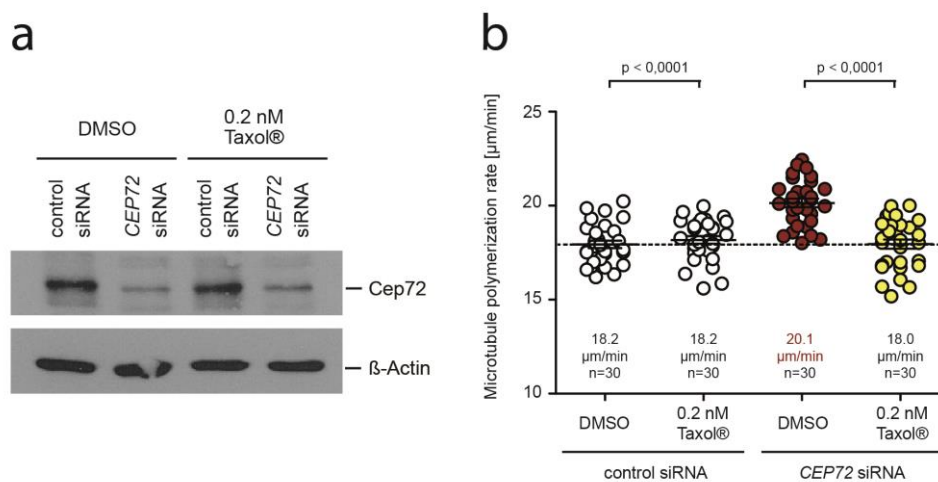 a
DMSO
0.2 nM
Taxol®
control
siRNA
CEP72
siRNA
control
siRNA
CEP72
siRNA
Cep72
ß-Actin
b
p < 0,0001
p < 0,0001
Microtubule polymerization rate [µm/min]
25
20
15
10
18.2
µm/min
n=30
18.2
µm/min
n=30
20.1
µm/min
n=30
18.0
µm/min
n=30
DMSO
0.2 nM
Taxol®
DMSO
0.2 nM
Taxol®
control siRNA
CEP72 siRNA